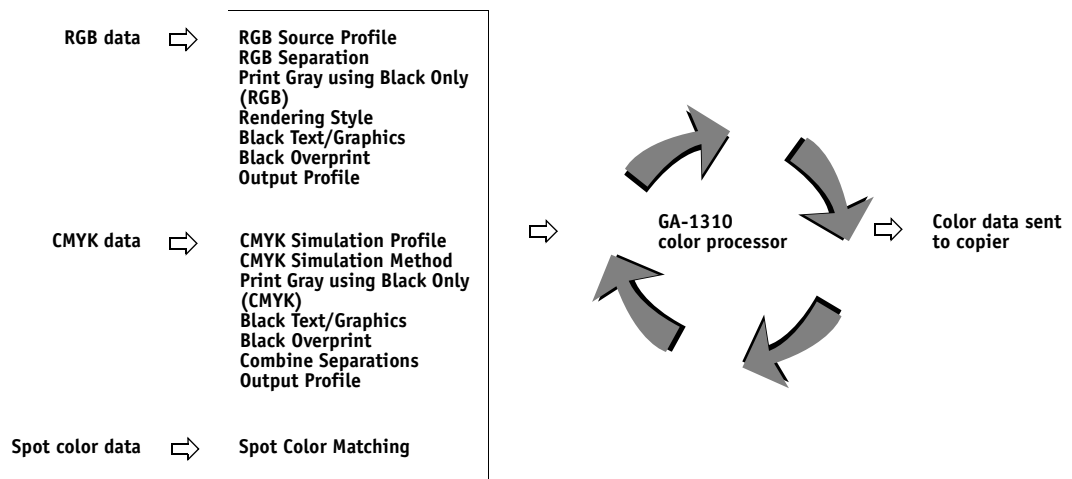 RGB data
RGB Source Profile
RGB Separation
Print Gray using Black Only
(RGB)
Rendering Style
Black Text/Graphics
Black Overprint
Output Profile
CMYK data
CMYK Simulation Profile
CMYK Simulation Method
Print Gray using Black Only
(CMYK)
Black Text/Graphics
Black Overprint
Combine Separations
Output Profile
Spot color data
Spot Color Matching
GA-1310
color processor
Color data sent
to copier